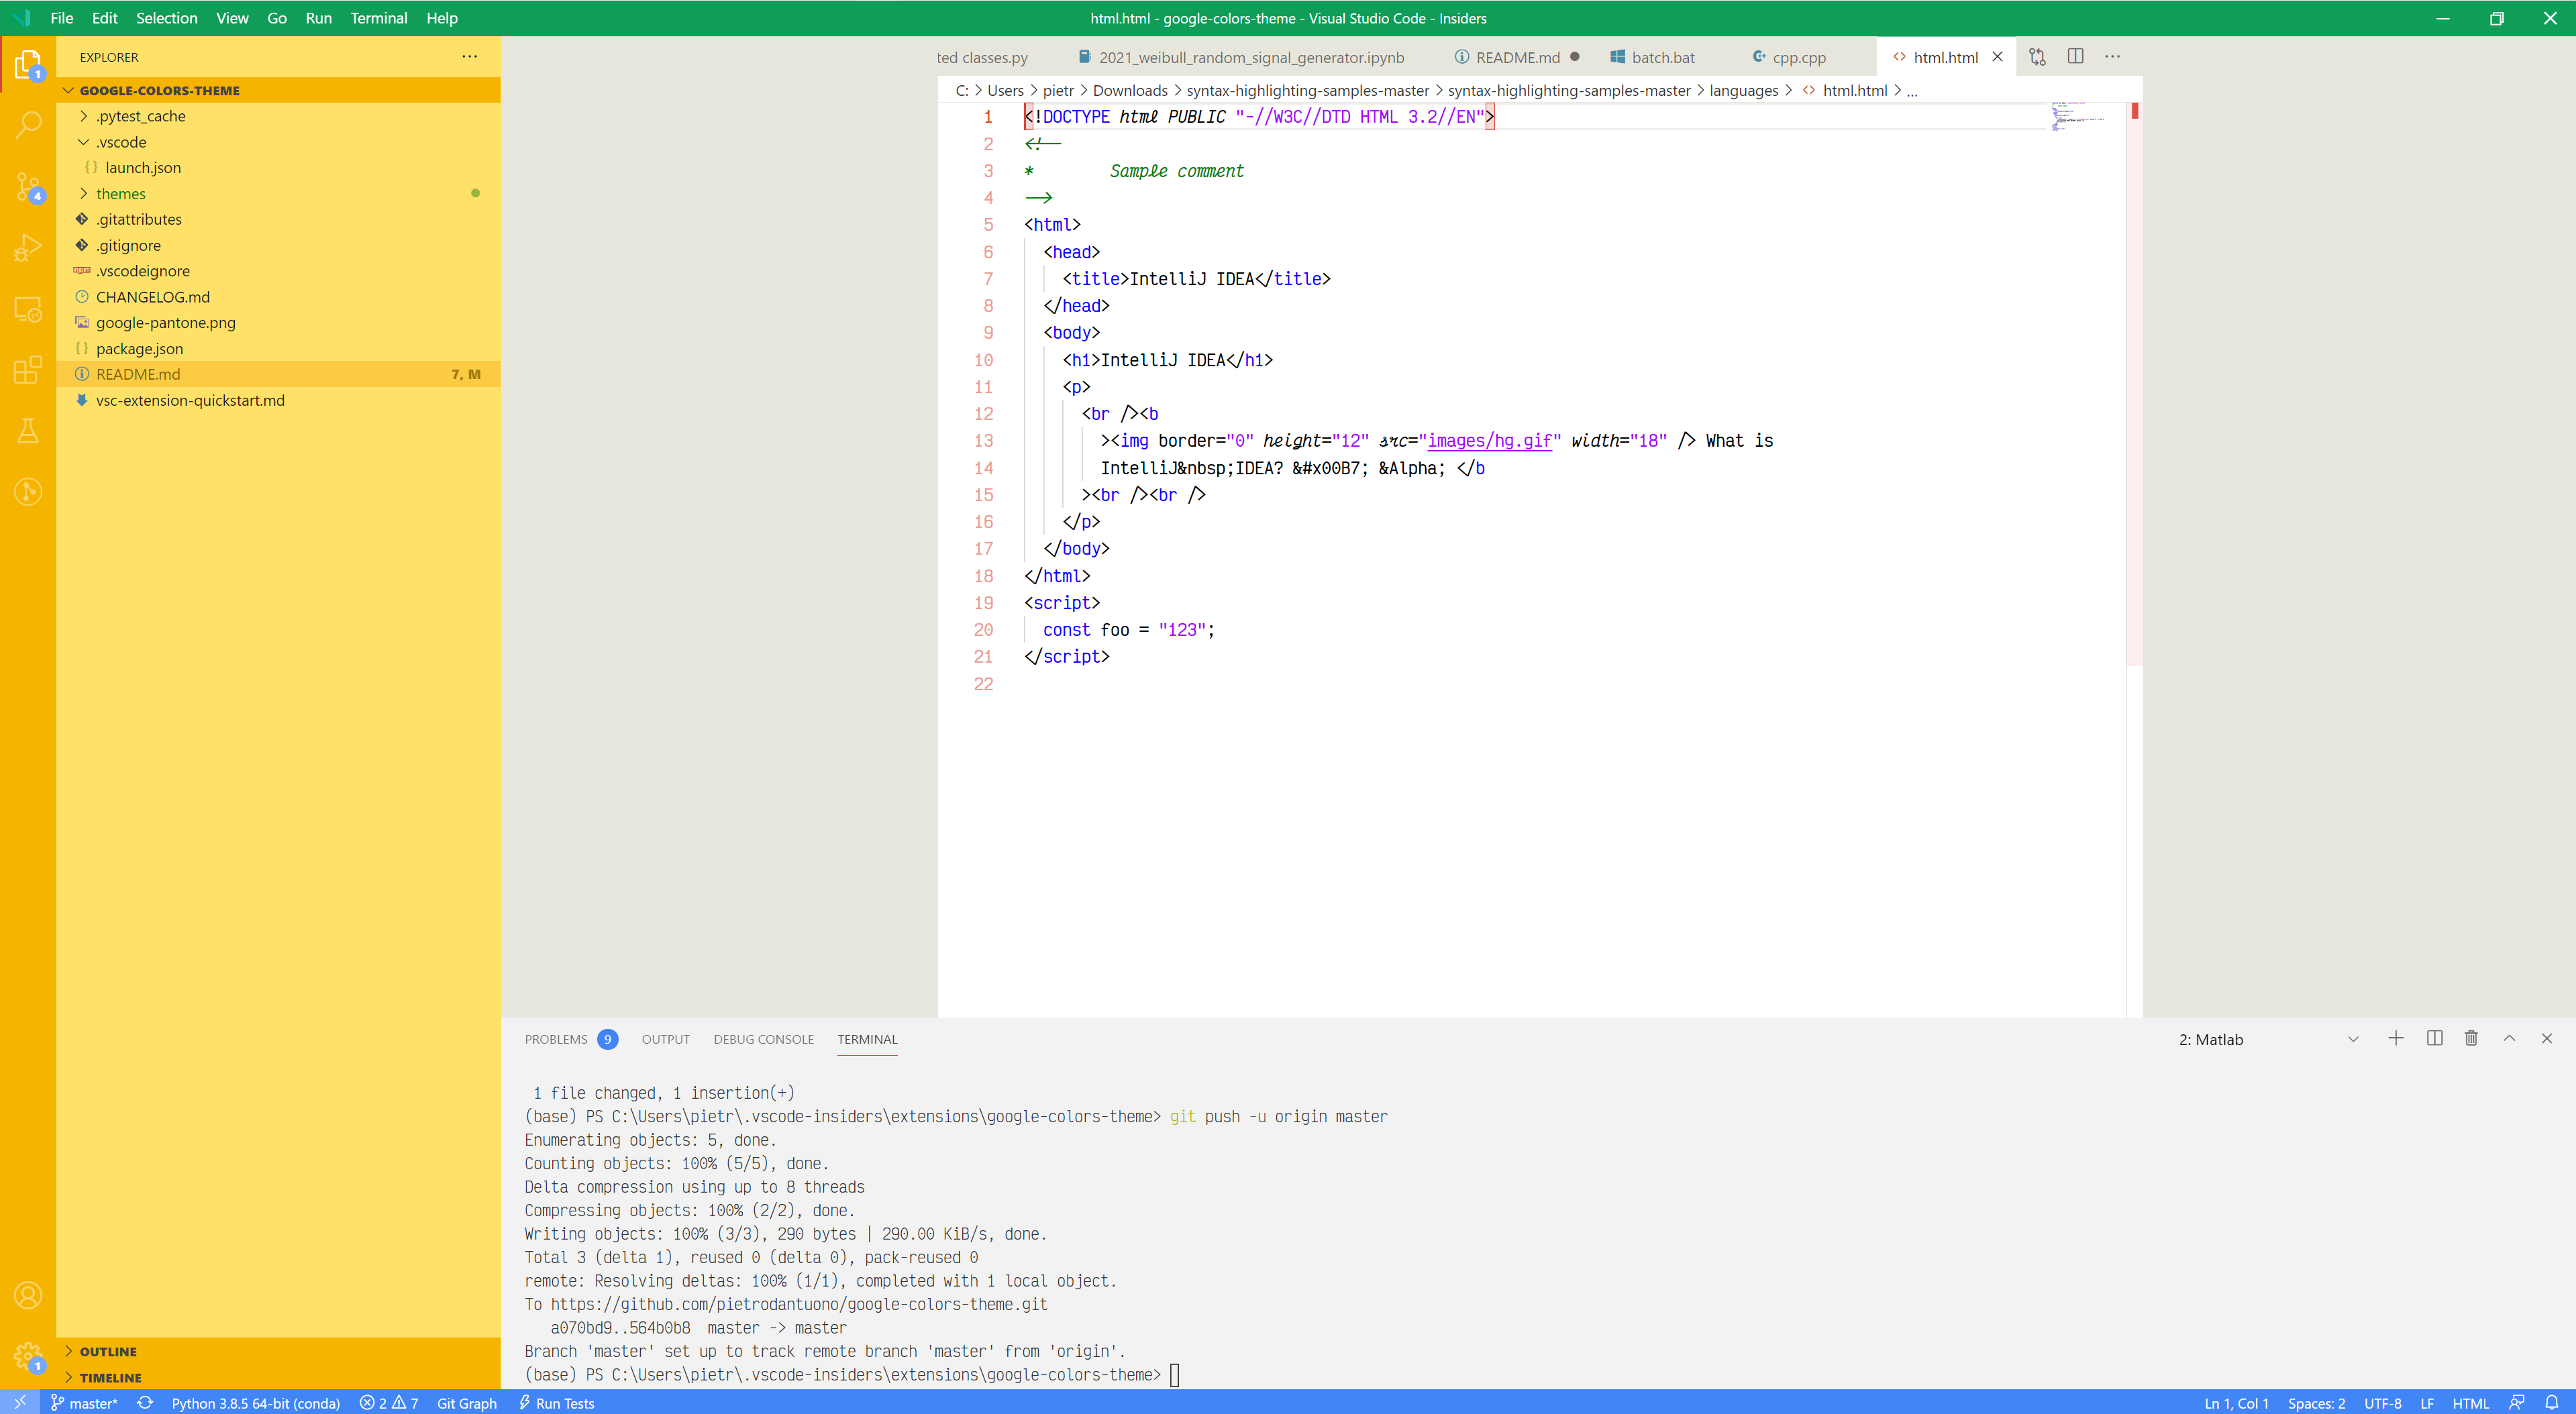 File Edit Selection View Go Run Terminal Help
html.html - google-colors-theme - Visual Studio Code - Insiders
EXPLORER
GOOGLE-COLORS-THEME
.pytest_cache
.vscode
launch.json
themes
.gitattributes
.gitignore
.vscodeignore
CHANGELOG.md
google-pantone.png
package.json
README.md 7, M
vsc-extension-quickstart.md
OUTLINE
TIMELINE
1
4
1
ted classes.py 2021_weibull_random_signal_generator.ipynb README.md batch.bat cpp.cpp html.html
C: > Users > pietr > Downloads > syntax-highlighting-samples-master > syntax-highlighting-samples-master > languages > html.html > ...
1 <!DOCTYPE html PUBLIC "-//W3C//DTD HTML 3.2//EN">
2 <!--
3 * Sample comment
4 -->
5 <html>
6 <head>
7 <title>IntelliJ IDEA</title>
8 </head>
9 <body>
10 <h1>IntelliJ IDEA</h1>
11 <p>
12 <br /><b
13 ><img border="0" height="12" src="images/hg.gif" width="18" /> What is
14 IntelliJ&nbsp;IDEA? &#x00B7; &Alpha; </b
15 ><br /><br />
16 </p>
17 </body>
18 </html>
19 <script>
20 const foo = "123";
21 </script>
22
PROBLEMS 9 OUTPUT DEBUG CONSOLE TERMINAL 2: Matlab
1 file changed, 1 insertion(+)
(base) PS C:\Users\pietr\.vscode-insiders\extensions\google-colors-theme> git push -u origin master
Enumerating objects: 5, done.
Counting objects: 100% (5/5), done.
Delta compression using up to 8 threads
Compressing objects: 100% (2/2), done.
Writing objects: 100% (3/3), 290 bytes | 290.00 KiB/s, done.
Total 3 (delta 1), reused 0 (delta 0), pack-reused 0
remote: Resolving deltas: 100% (1/1), completed with 1 local object.
To https://github.com/pietrodantuono/google-colors-theme.git
a070bd9..564b0b8 master -> master
Branch 'master' set up to track remote branch 'master' from 'origin'.
(base) PS C:\Users\pietr\.vscode-insiders\extensions\google-colors-theme>
master* Python 3.8.5 64-bit (conda) 2 7 Git Graph Run Tests Ln 1, Col 1 Spaces: 2 UTF-8 LF HTML